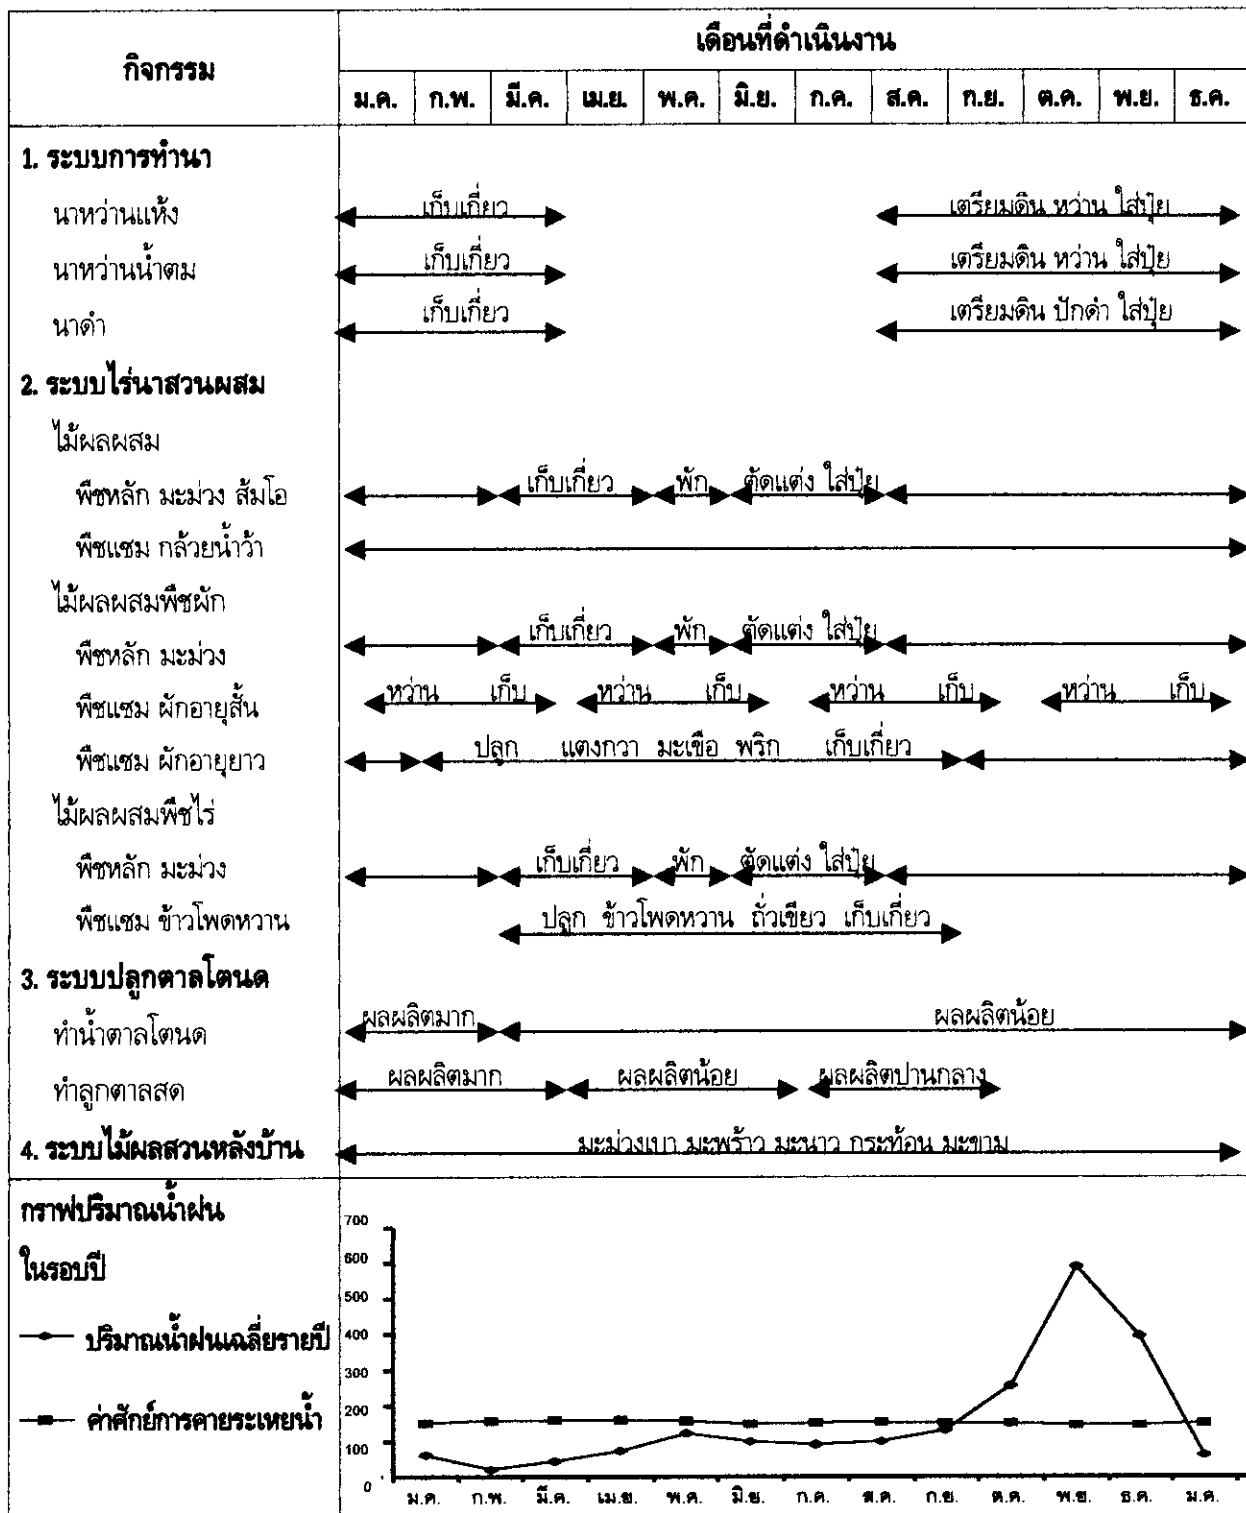 กิจกรรม
เดือนที่ดำเนินงาน
ม.ค. ก.พ. มี.ค. เม.ย. พ.ค. มิ.ย. ก.ค. ส.ค. ก.ย. ต.ค. พ.ย. ธ.ค.
1. ระบบการทำนา
นาหว่านแห้ง เก็บเกี่ยว เตรียมดิน หว่าน ใส่ปุ๋ย
นาหว่านน้ำตม เก็บเกี่ยว เตรียมดิน หว่าน ใส่ปุ๋ย
นาดำ เก็บเกี่ยว เตรียมดิน ปักดำ ใส่ปุ๋ย
2. ระบบไร่นาสวนผสม
ไม้ผลผสม
พืชหลัก มะม่วง ส้มโอ เก็บเกี่ยว พัก ตัดแต่ง ใส่ปุ๋ย
พืชแซม กล้วยน้ำว้า
ไม้ผลผสมพืชผัก
พืชหลัก มะม่วง เก็บเกี่ยว พัก ตัดแต่ง ใส่ปุ๋ย
พืชแซม ผักอายุสั้น หว่าน เก็บ หว่าน เก็บ หว่าน เก็บ หว่าน เก็บ
พืชแซม ผักอายุยาว ปลูก แตงกวา มะเขือ พริก เก็บเกี่ยว
ไม้ผลผสมพืชไร่
พืชหลัก มะม่วง เก็บเกี่ยว พัก ตัดแต่ง ใส่ปุ๋ย
พืชแซม ข้าวโพดหวาน ปลูก ข้าวโพดหวาน ถั่วเขียว เก็บเกี่ยว
3. ระบบปลูกตาลโตนด
ทำน้ำตาลโตนด ผลผลิตมาก ผลผลิตน้อย
ทำลูกตาลสด ผลผลิตมาก ผลผลิตน้อย ผลผลิตปานกลาง
4. ระบบไม้ผลสวนหลังบ้าน มะม่วงเบา มะพร้าว มะนาว กระท้อน มะขาม
กราฟปริมาณน้ำฝน
ในรอบปี
ปริมาณน้ำฝนเฉลี่ยรายปี
ค่าศักย์การคายระเหยน้ำ
700
600
500
400
300
200
100
0
ม.ค. ก.พ. มี.ค. เม.ย. พ.ค. มิ.ย. ก.ค. ส.ค. ก.ย. ต.ค. พ.ย. ธ.ค. ม.ค.